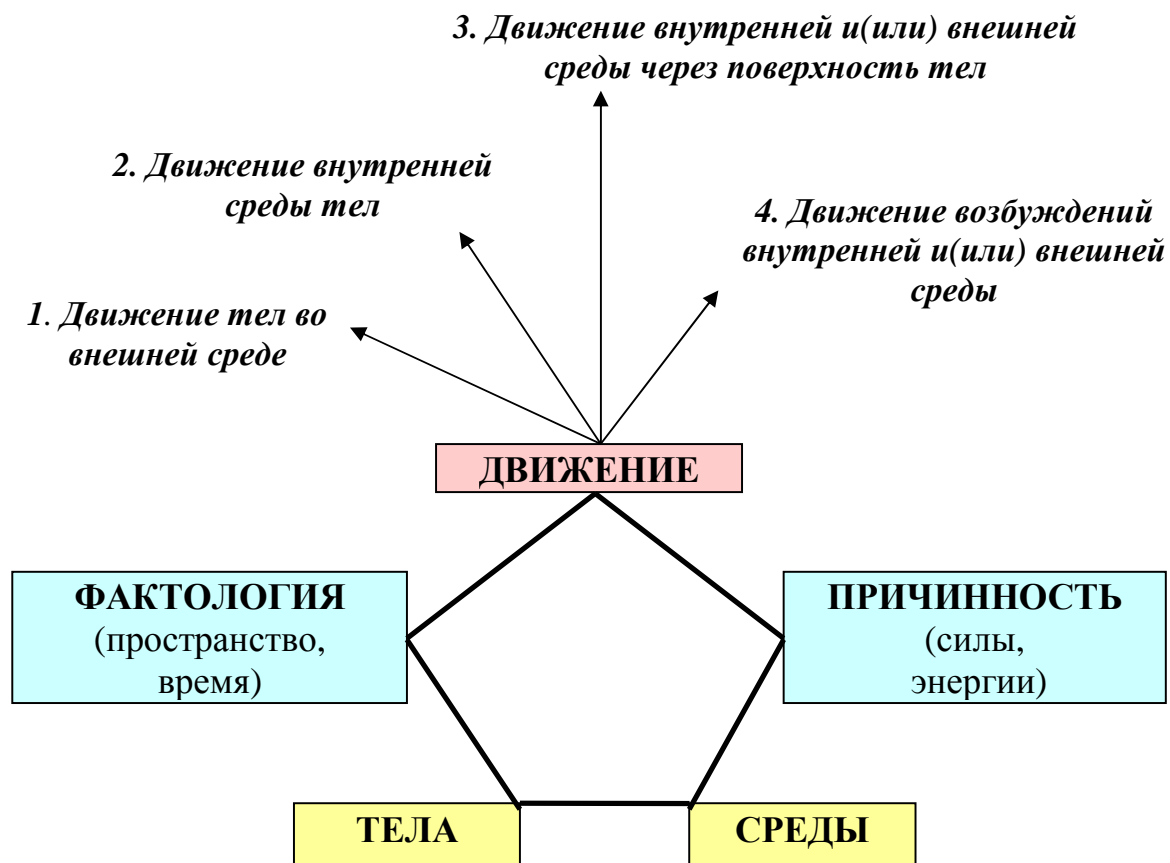 3. Движение внутренней и(или) внешней
среды через поверхность тел
2. Движение внутренней
среды тел
4. Движение возбуждений
внутренней и(или) внешней
среды
1. Движение тел во
внешней среде
ДВИЖЕНИЕ
ФАКТОЛОГИЯ
(пространство,
время)
ПРИЧИННОСТЬ
(силы,
энергии)
ТЕЛА
СРЕДЫ